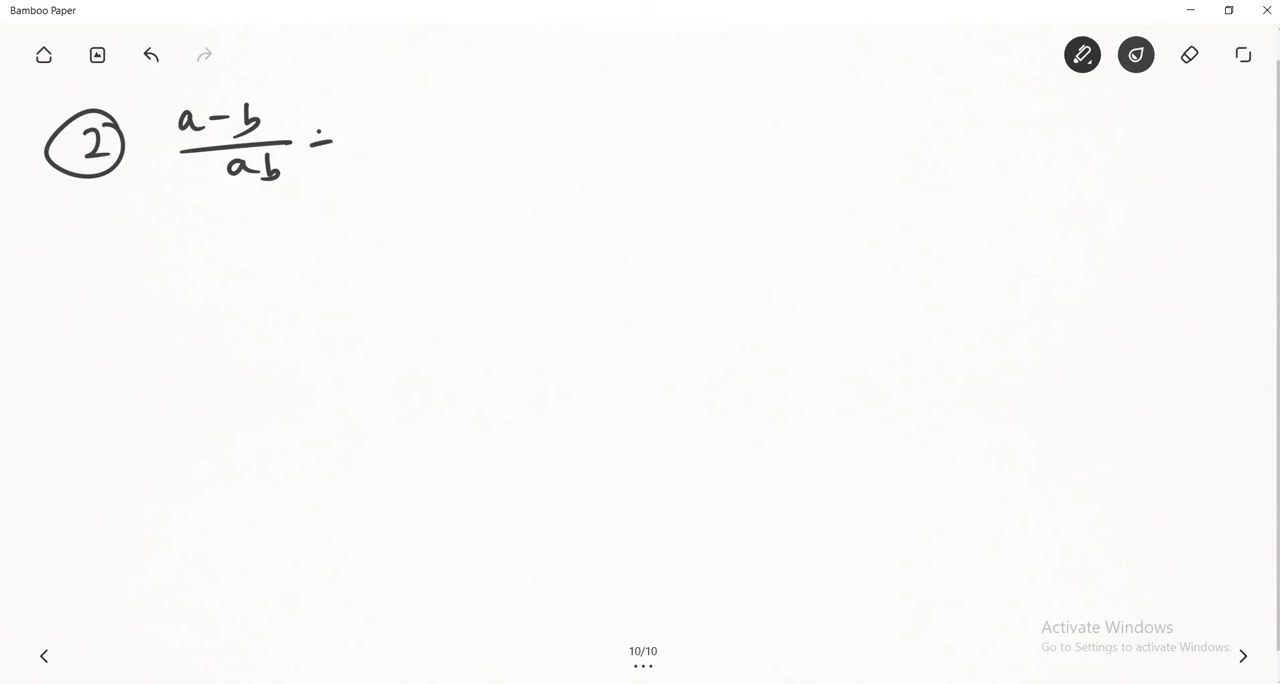 Bamboo Paper
② (a-b)/(ab) ÷
10/10
Activate Windows
Go to Settings to activate Windows.